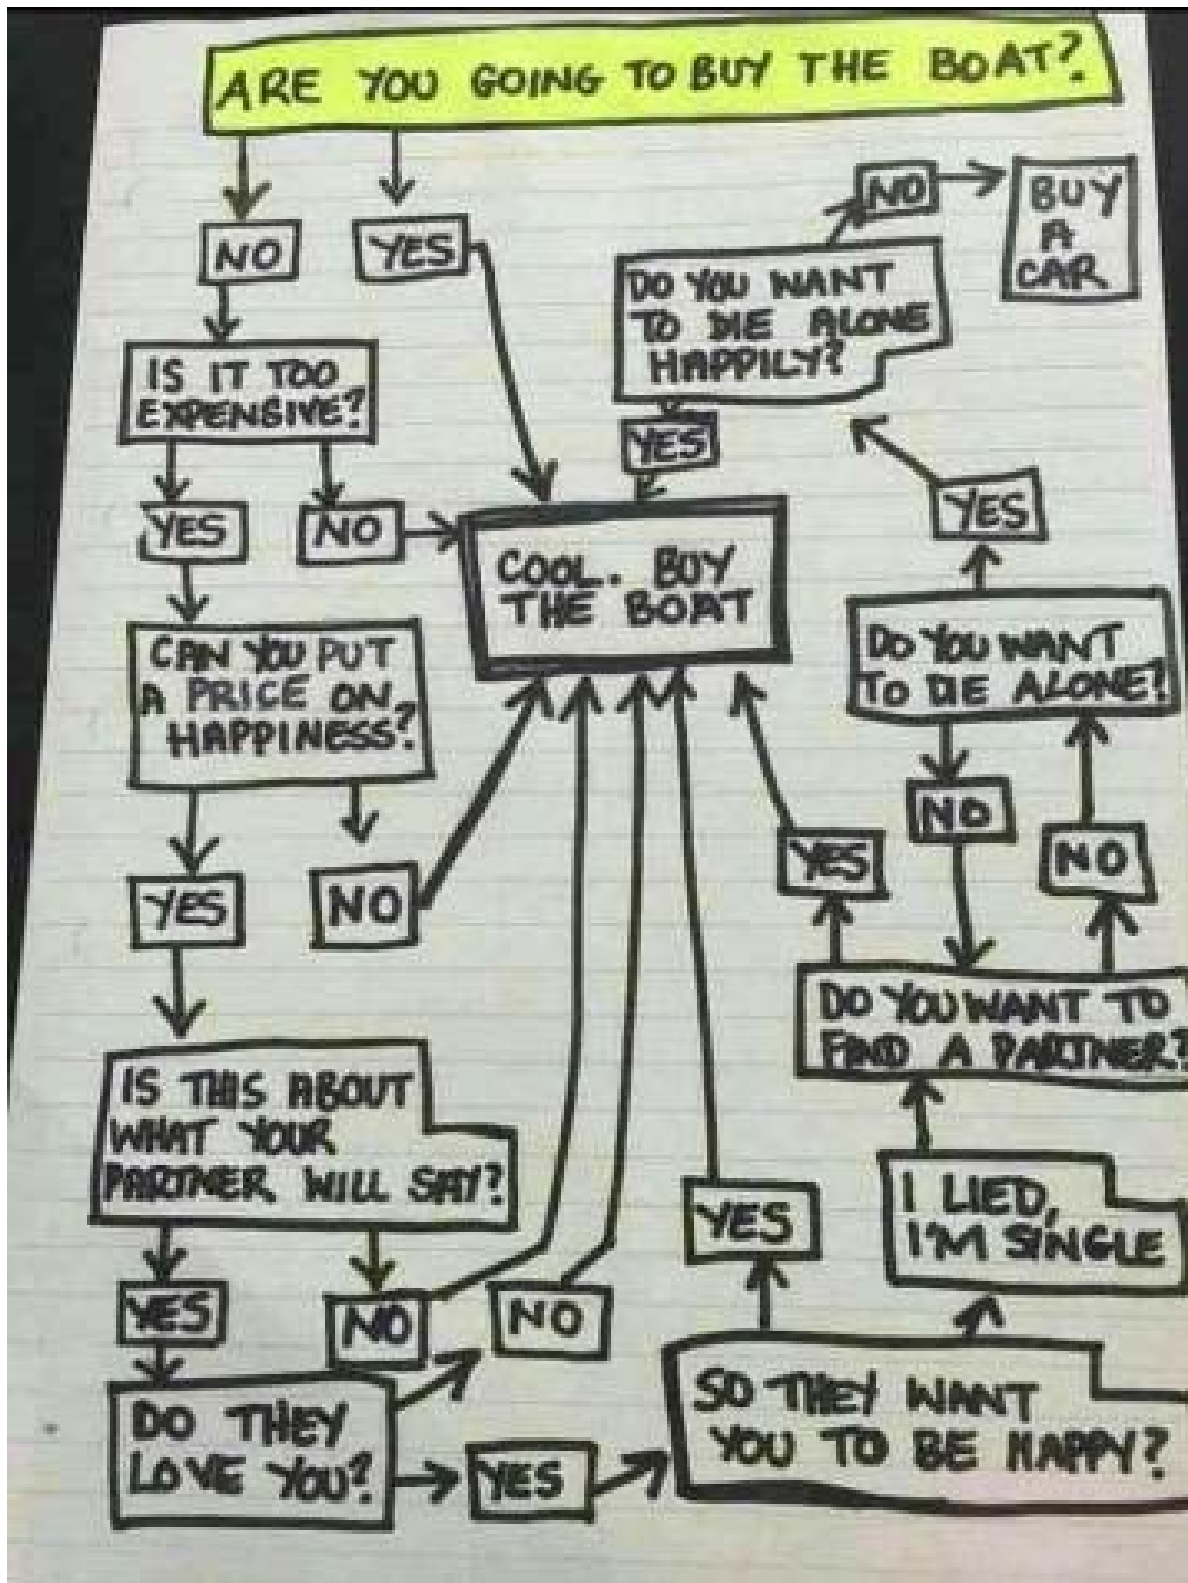 ARE YOU GOING TO BUY THE BOAT?
NO
YES
NO
BUY
A
CAR
DO YOU WANT
TO DIE ALONE
HAPPILY?
IS IT TOO
EXPENSIVE?
YES
YES
NO
YES
COOL. BUY
THE BOAT
CAN YOU PUT
A PRICE ON
HAPPINESS?
DO YOU WANT
TO DIE ALONE?
NO
NO
YES
YES
NO
DO YOU WANT TO
FIND A PARTNER?
IS THIS ABOUT
WHAT YOUR
PARTNER WILL SAY?
I LIED,
I'M SINGLE
YES
YES
NO
NO
DO THEY
LOVE YOU?
YES
SO THEY WANT
YOU TO BE HAPPY?